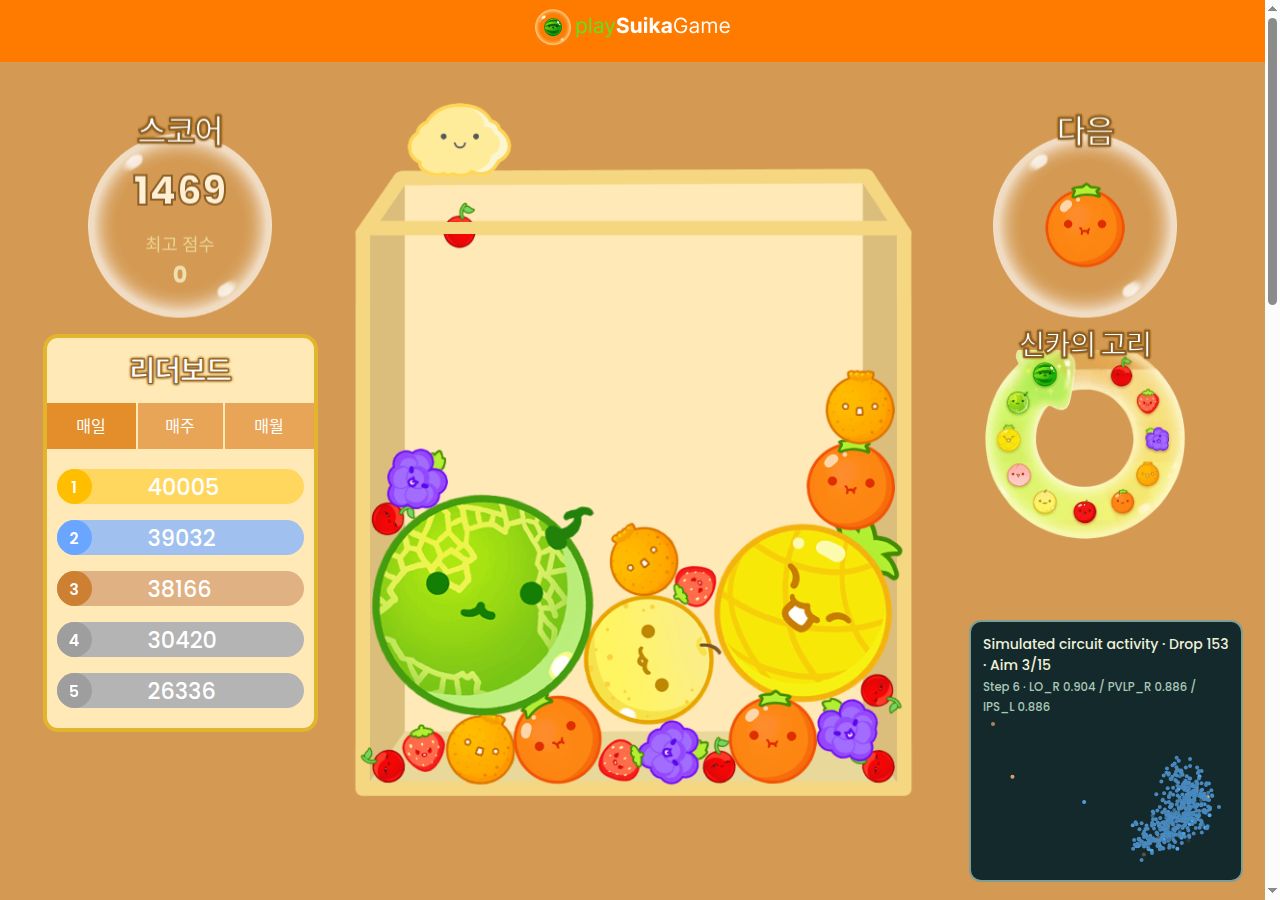 playSuikaGame
스코어
1469
최고 점수
0
다음
신카의 고리
리더보드
매일 매주 매월
1 40005
2 39032
3 38166
4 30420
5 26336
Simulated circuit activity · Drop 153
· Aim 3/15
Step 6 · LO_R 0.904 / PVLP_R 0.886 /
IPS_L 0.886